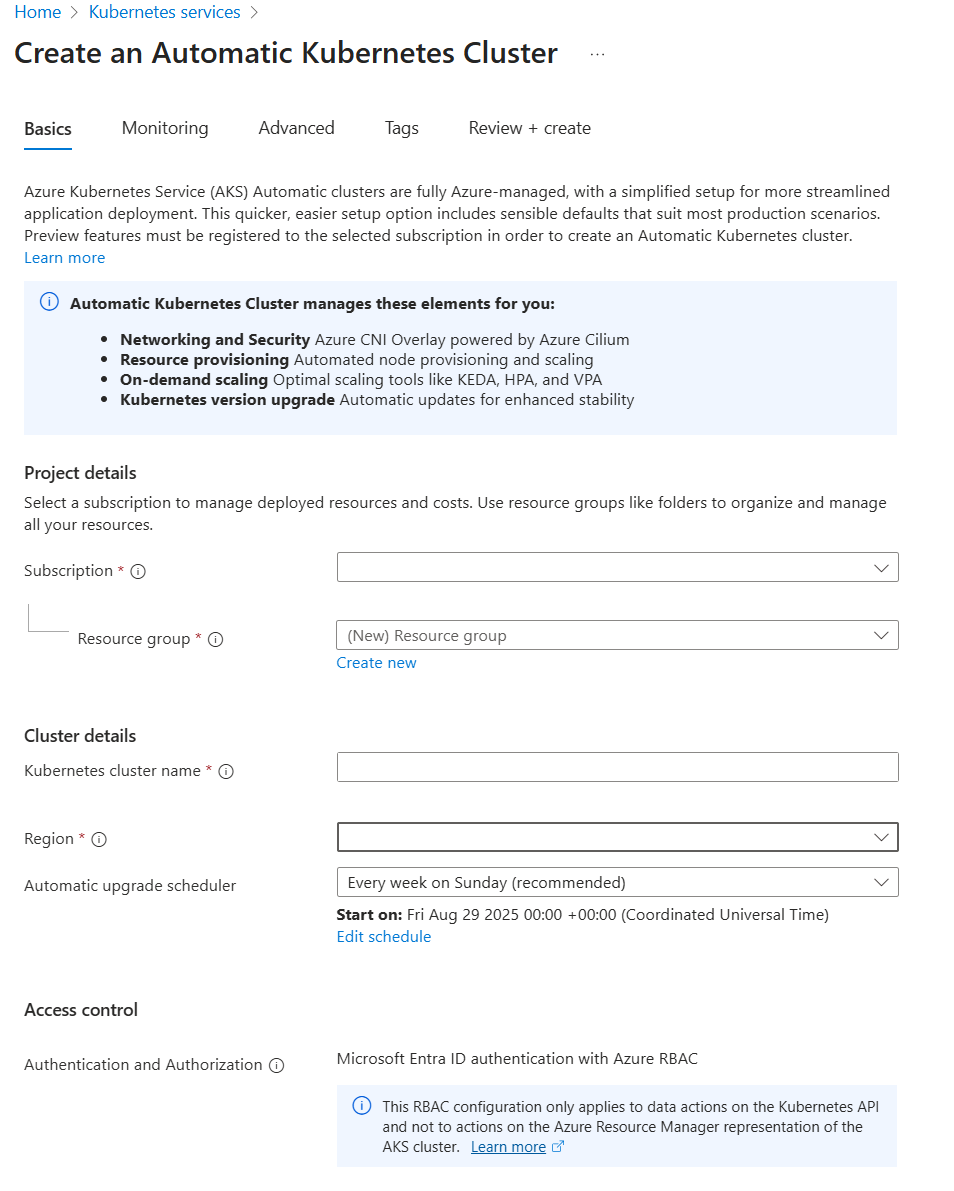 Home > Kubernetes services >
Create an Automatic Kubernetes Cluster ...
Basics Monitoring Advanced Tags Review + create
Azure Kubernetes Service (AKS) Automatic clusters are fully Azure-managed, with a simplified setup for more streamlined
application deployment. This quicker, easier setup option includes sensible defaults that suit most production scenarios.
Preview features must be registered to the selected subscription in order to create an Automatic Kubernetes cluster.
Learn more
Automatic Kubernetes Cluster manages these elements for you:
• Networking and Security Azure CNI Overlay powered by Azure Cilium
• Resource provisioning Automated node provisioning and scaling
• On-demand scaling Optimal scaling tools like KEDA, HPA, and VPA
• Kubernetes version upgrade Automatic updates for enhanced stability
Project details
Select a subscription to manage deployed resources and costs. Use resource groups like folders to organize and manage
all your resources.
Subscription *
Resource group * (New) Resource group
Create new
Cluster details
Kubernetes cluster name *
Region *
Automatic upgrade scheduler Every week on Sunday (recommended)
Start on: Fri Aug 29 2025 00:00 +00:00 (Coordinated Universal Time)
Edit schedule
Access control
Authentication and Authorization Microsoft Entra ID authentication with Azure RBAC
This RBAC configuration only applies to data actions on the Kubernetes API
and not to actions on the Azure Resource Manager representation of the
AKS cluster. Learn more